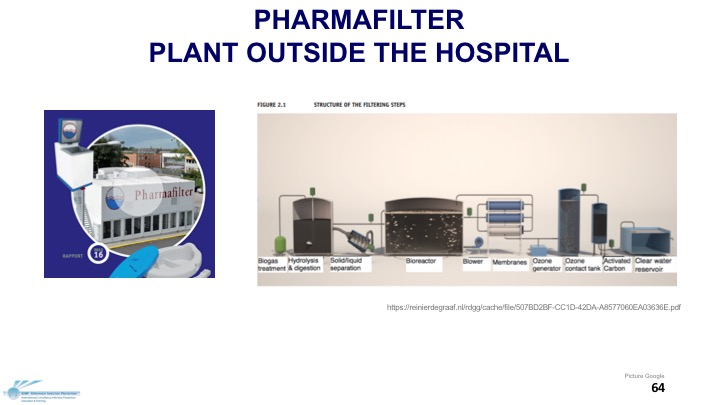 PHARMAFILTER
PLANT OUTSIDE THE HOSPITAL
FIGURE 2.1 STRUCTURE OF THE FILTERING STEPS
Pharmafilter
RAPPORT
16
Biogas treatment
Hydrolysis & digestion
Solid/liquid separation
Bioreactor
Blower
Membranes
Ozone generator
Ozone contact tank
Activated Carbon
Clear water reservoir
https://reinierdegraaf.nl/rdgg/cache/file/507BD2BF-CC1D-42DA-A8577060EA03636E.pdf
Picture Google
64